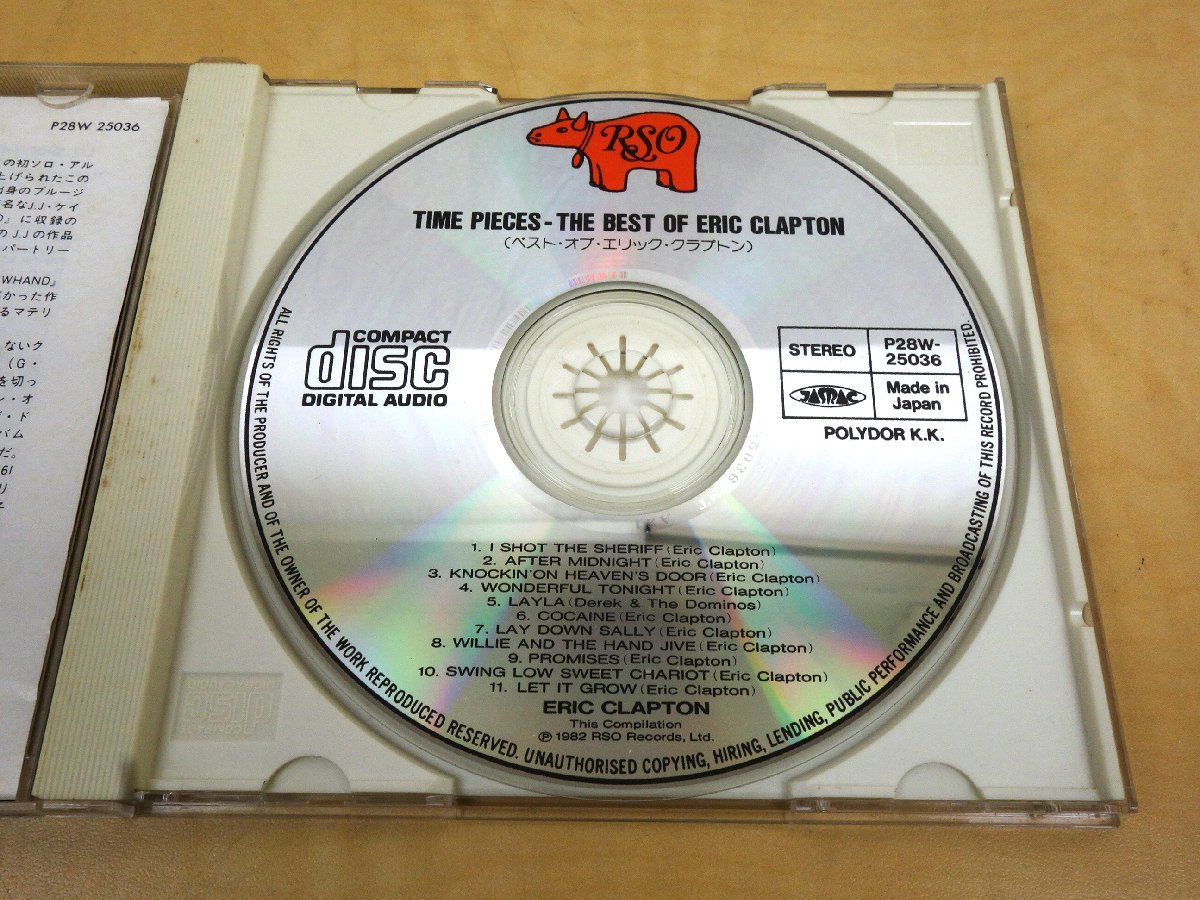 P28W 25036
の初ソロ・アル
上げられたこの
出身のブルージ
名なJ.J・ケイ
』に収録の
のJ.Jの作品
パートリー
WHAND』
かった作
るマテリ
ないク
(G・
を切っ
ン・オ
ド・ド
バム
だ。
リ
RSO
TIME PIECES-THE BEST OF ERIC CLAPTON
(ベスト・オブ・エリック・クラプトン)
COMPACT
disc
DIGITAL AUDIO
STEREO
P28W-
25036
JASRAC
Made in
Japan
POLYDOR K.K.
1. I SHOT THE SHERIFF (Eric Clapton)
2. AFTER MIDNIGHT (Eric Clapton)
3. KNOCKIN'ON HEAVEN'S DOOR (Eric Clapton)
4. WONDERFUL TONIGHT (Eric Clapton)
5. LAYLA (Derek & The Dominos)
6. COCAINE (Eric Clapton)
7. LAY DOWN SALLY (Eric Clapton)
8. WILLIE AND THE HAND JIVE (Eric Clapton)
9. PROMISES (Eric Clapton)
10. SWING LOW SWEET CHARIOT (Eric Clapton)
11. LET IT GROW (Eric Clapton)
ERIC CLAPTON
This Compilation
℗ 1982 RSO Records, Ltd.
ALL RIGHTS OF THE PRODUCER AND OF THE OWNER OF THE WORK REPRODUCED RESERVED. UNAUTHORISED COPYING, HIRING, LENDING, PUBLIC PERFORMANCE AND BROADCASTING OF THIS RECORD PROHIBITED.